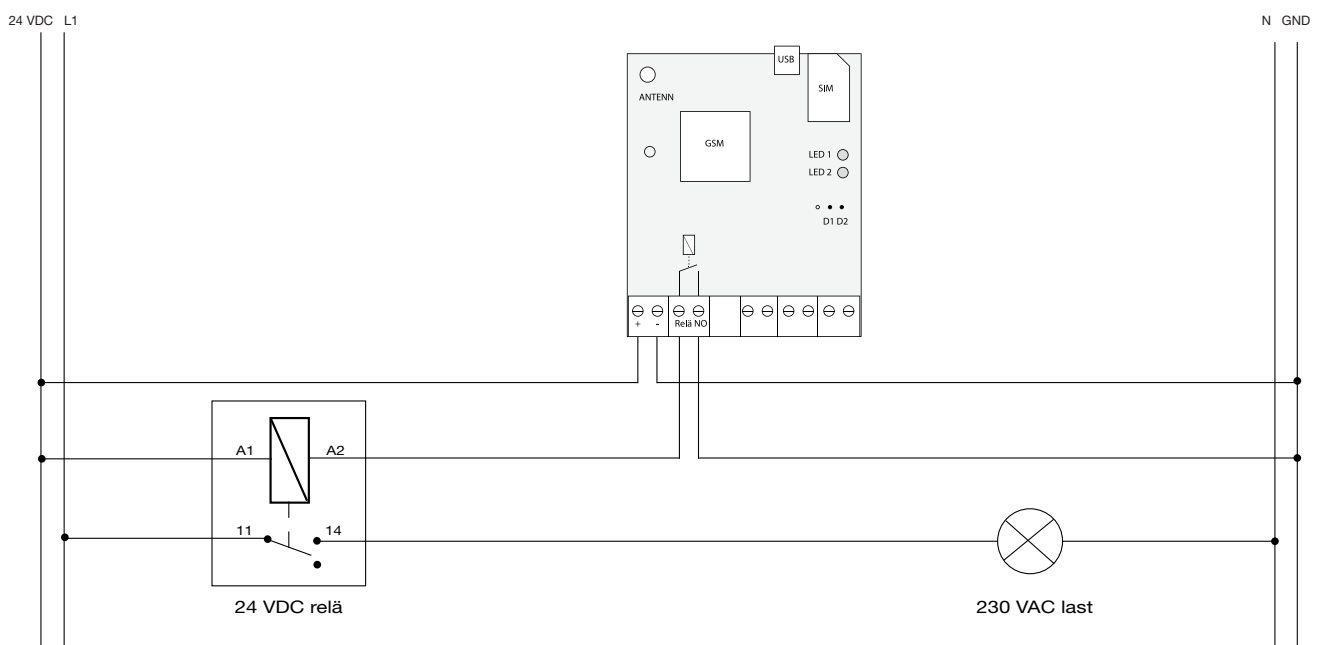 24 VDC L1
N GND
USB
SIM
ANTENN
GSM
LED 1
LED 2
D1 D2
+ - Relä NO
A1 A2
11 14
24 VDC relä
230 VAC last